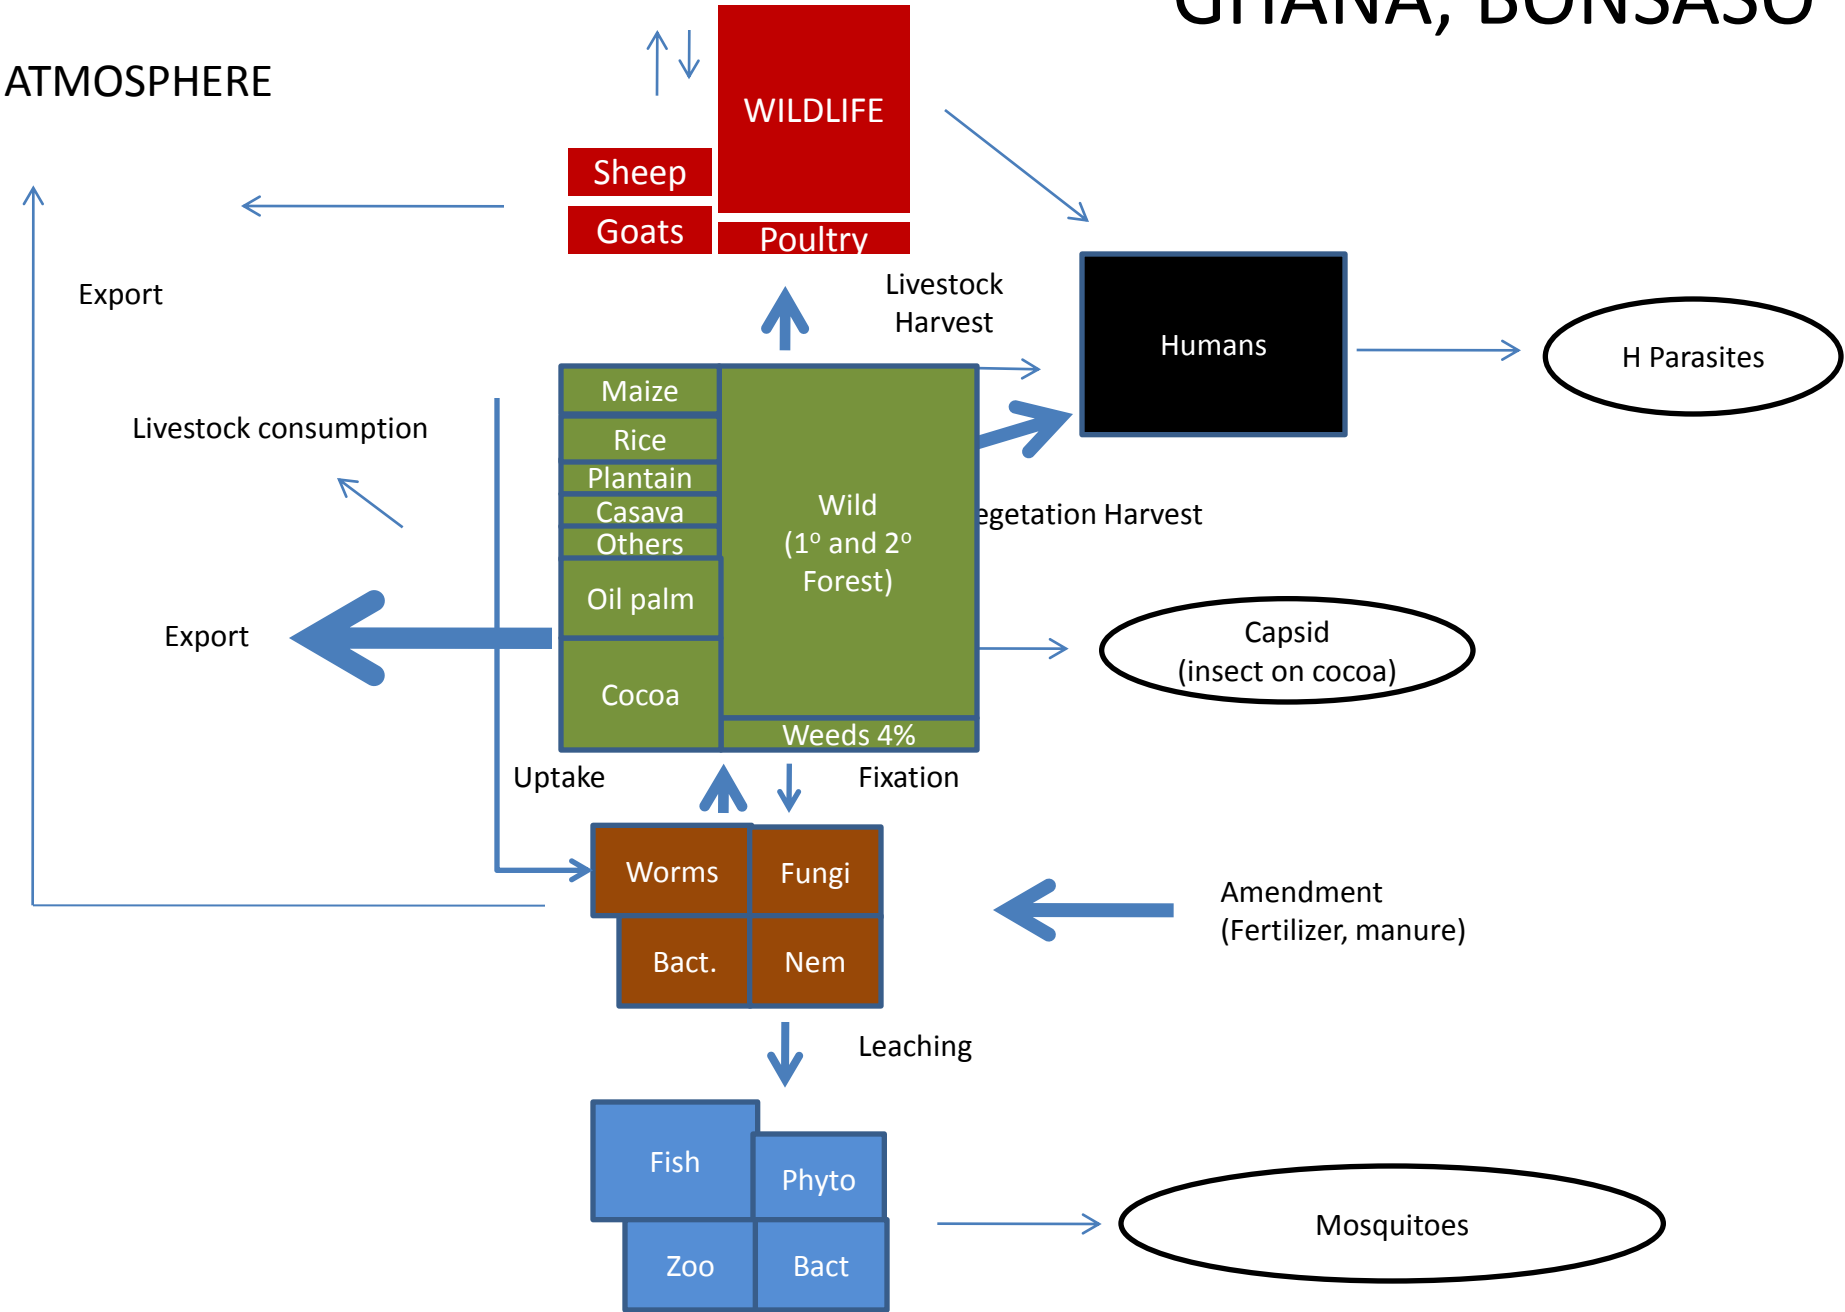 GHANA, BONSASO
ATMOSPHERE
WILDLIFE
Sheep
Goats
Poultry
Export
Livestock
Harvest
Humans
H Parasites
Livestock consumption
Maize
Rice
Plantain
Casava
Others
Oil palm
Cocoa
Wild
(1º and 2º
Forest)
Weeds 4%
egetation Harvest
Export
Capsid
(insect on cocoa)
Uptake
Fixation
Worms
Fungi
Bact.
Nem
Amendment
(Fertilizer, manure)
Leaching
Fish
Phyto
Zoo
Bact
Mosquitoes